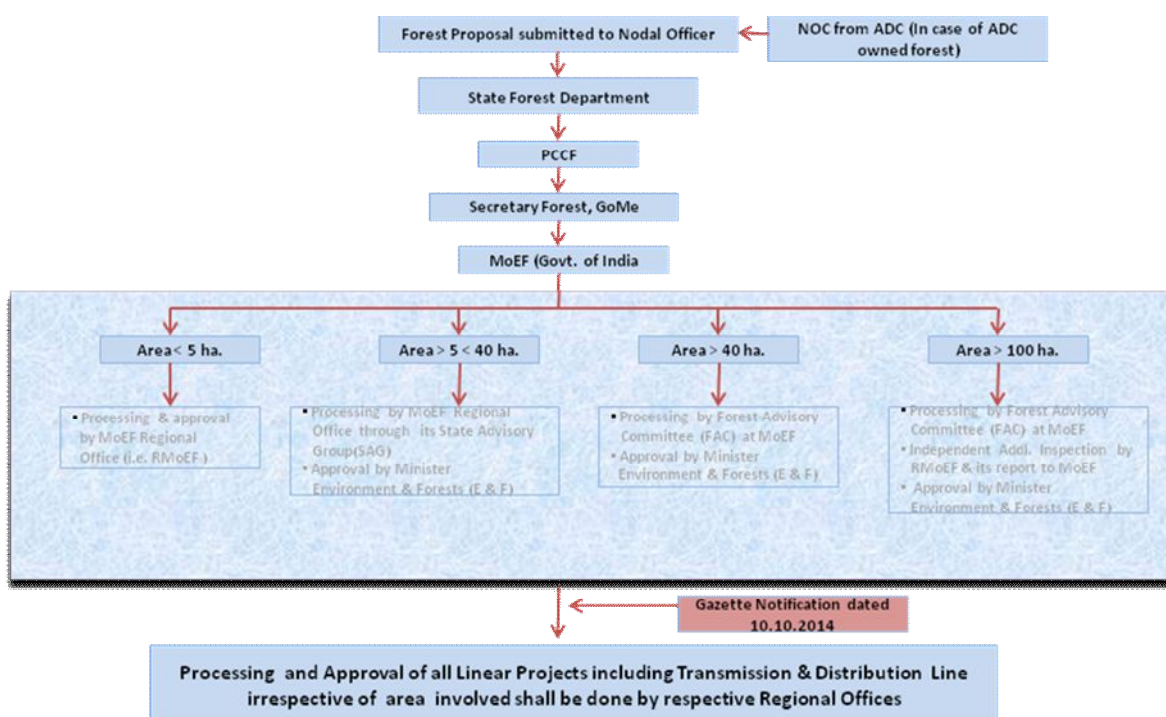 Forest Proposal submitted to Nodal Officer
NOC from ADC (In case of ADC
owned forest)
State Forest Department
PCCF
Secretary Forest, GoMe
MoEF (Govt. of India
Area< 5 ha.
Area > 5 < 40 ha.
Area > 40 ha.
Area > 100 ha.
▪ Processing & approval
by MoEF Regional
Office (i.e. RMoEF )
▪ Processing by MoEF Regional
Office through its State Advisory
Group(SAG)
• Approval by Minister
Environment & Forests (E & F)
▪ Processing by Forest Advisory
Committee (FAC) at MoEF
• Approval by Minister
Environment & Forests (E & F)
▪ Processing by Forest Advisory
Committee (FAC) at MoEF
• Independent Addl. Inspection by
RMoEF & its report to MoEF
• Approval by Minister
Environment & Forests (E & F)
Gazette Notification dated
10.10.2014
Processing and Approval of all Linear Projects including Transmission & Distribution Line
irrespective of area involved shall be done by respective Regional Offices